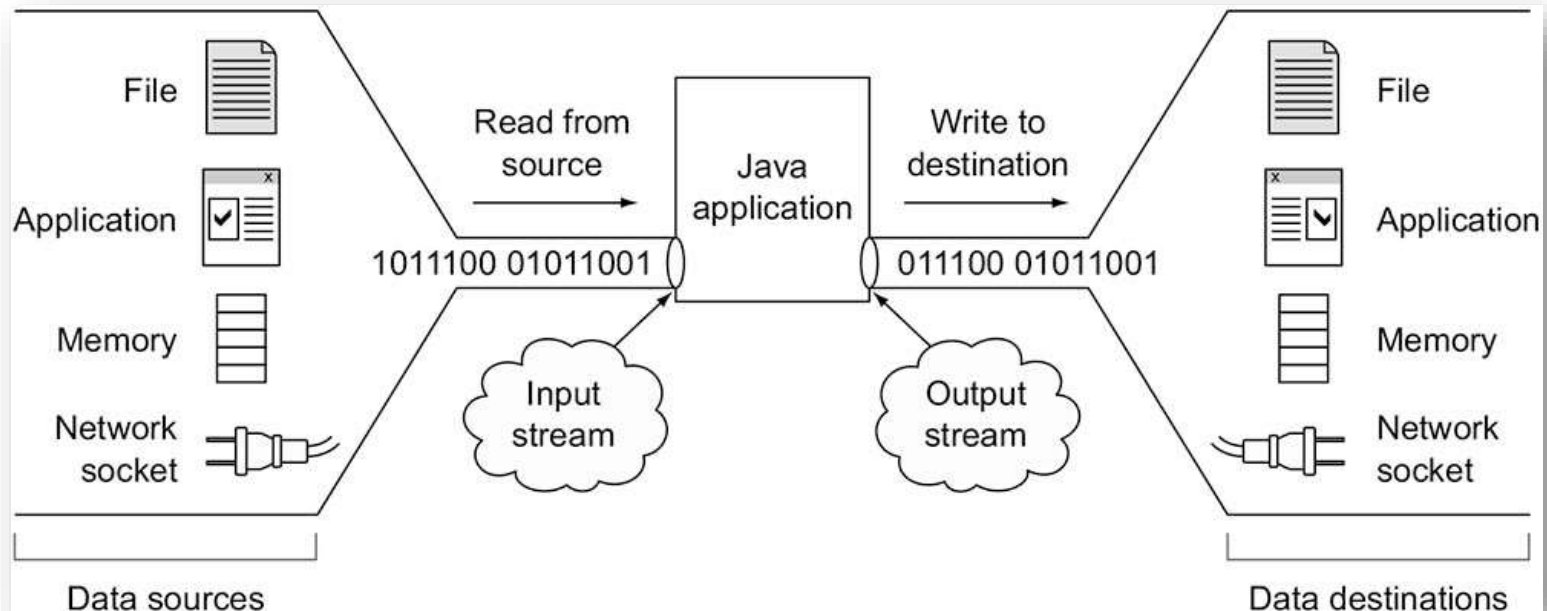 File
Application
Memory
Network
socket
Data sources
Read from
source
1011100 01011001
Input
stream
Java
application
Write to
destination
011100 01011001
Output
stream
File
Application
Memory
Network
socket
Data destinations
x
x